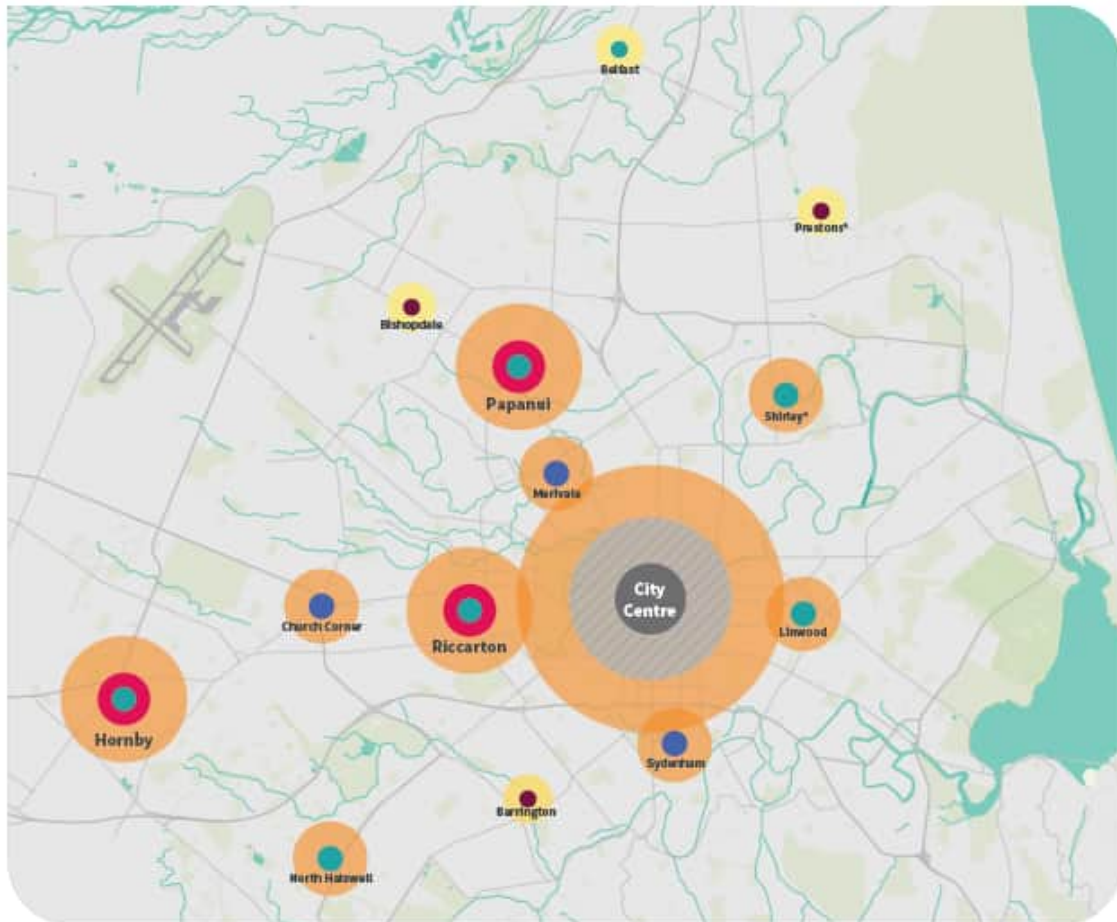 Belfast
Prestons*
Bishopdale
Papanui
Shirley*
Merivale
City
Centre
Church Corner
Riccarton
Linwood
Hornby
Sydenham
Barrington
North Halswell